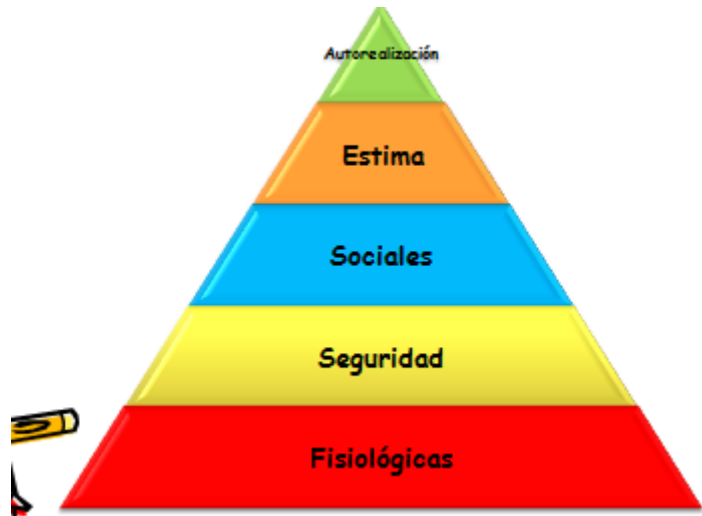 Autorealización
Estima
Sociales
Seguridad
Fisiológicas